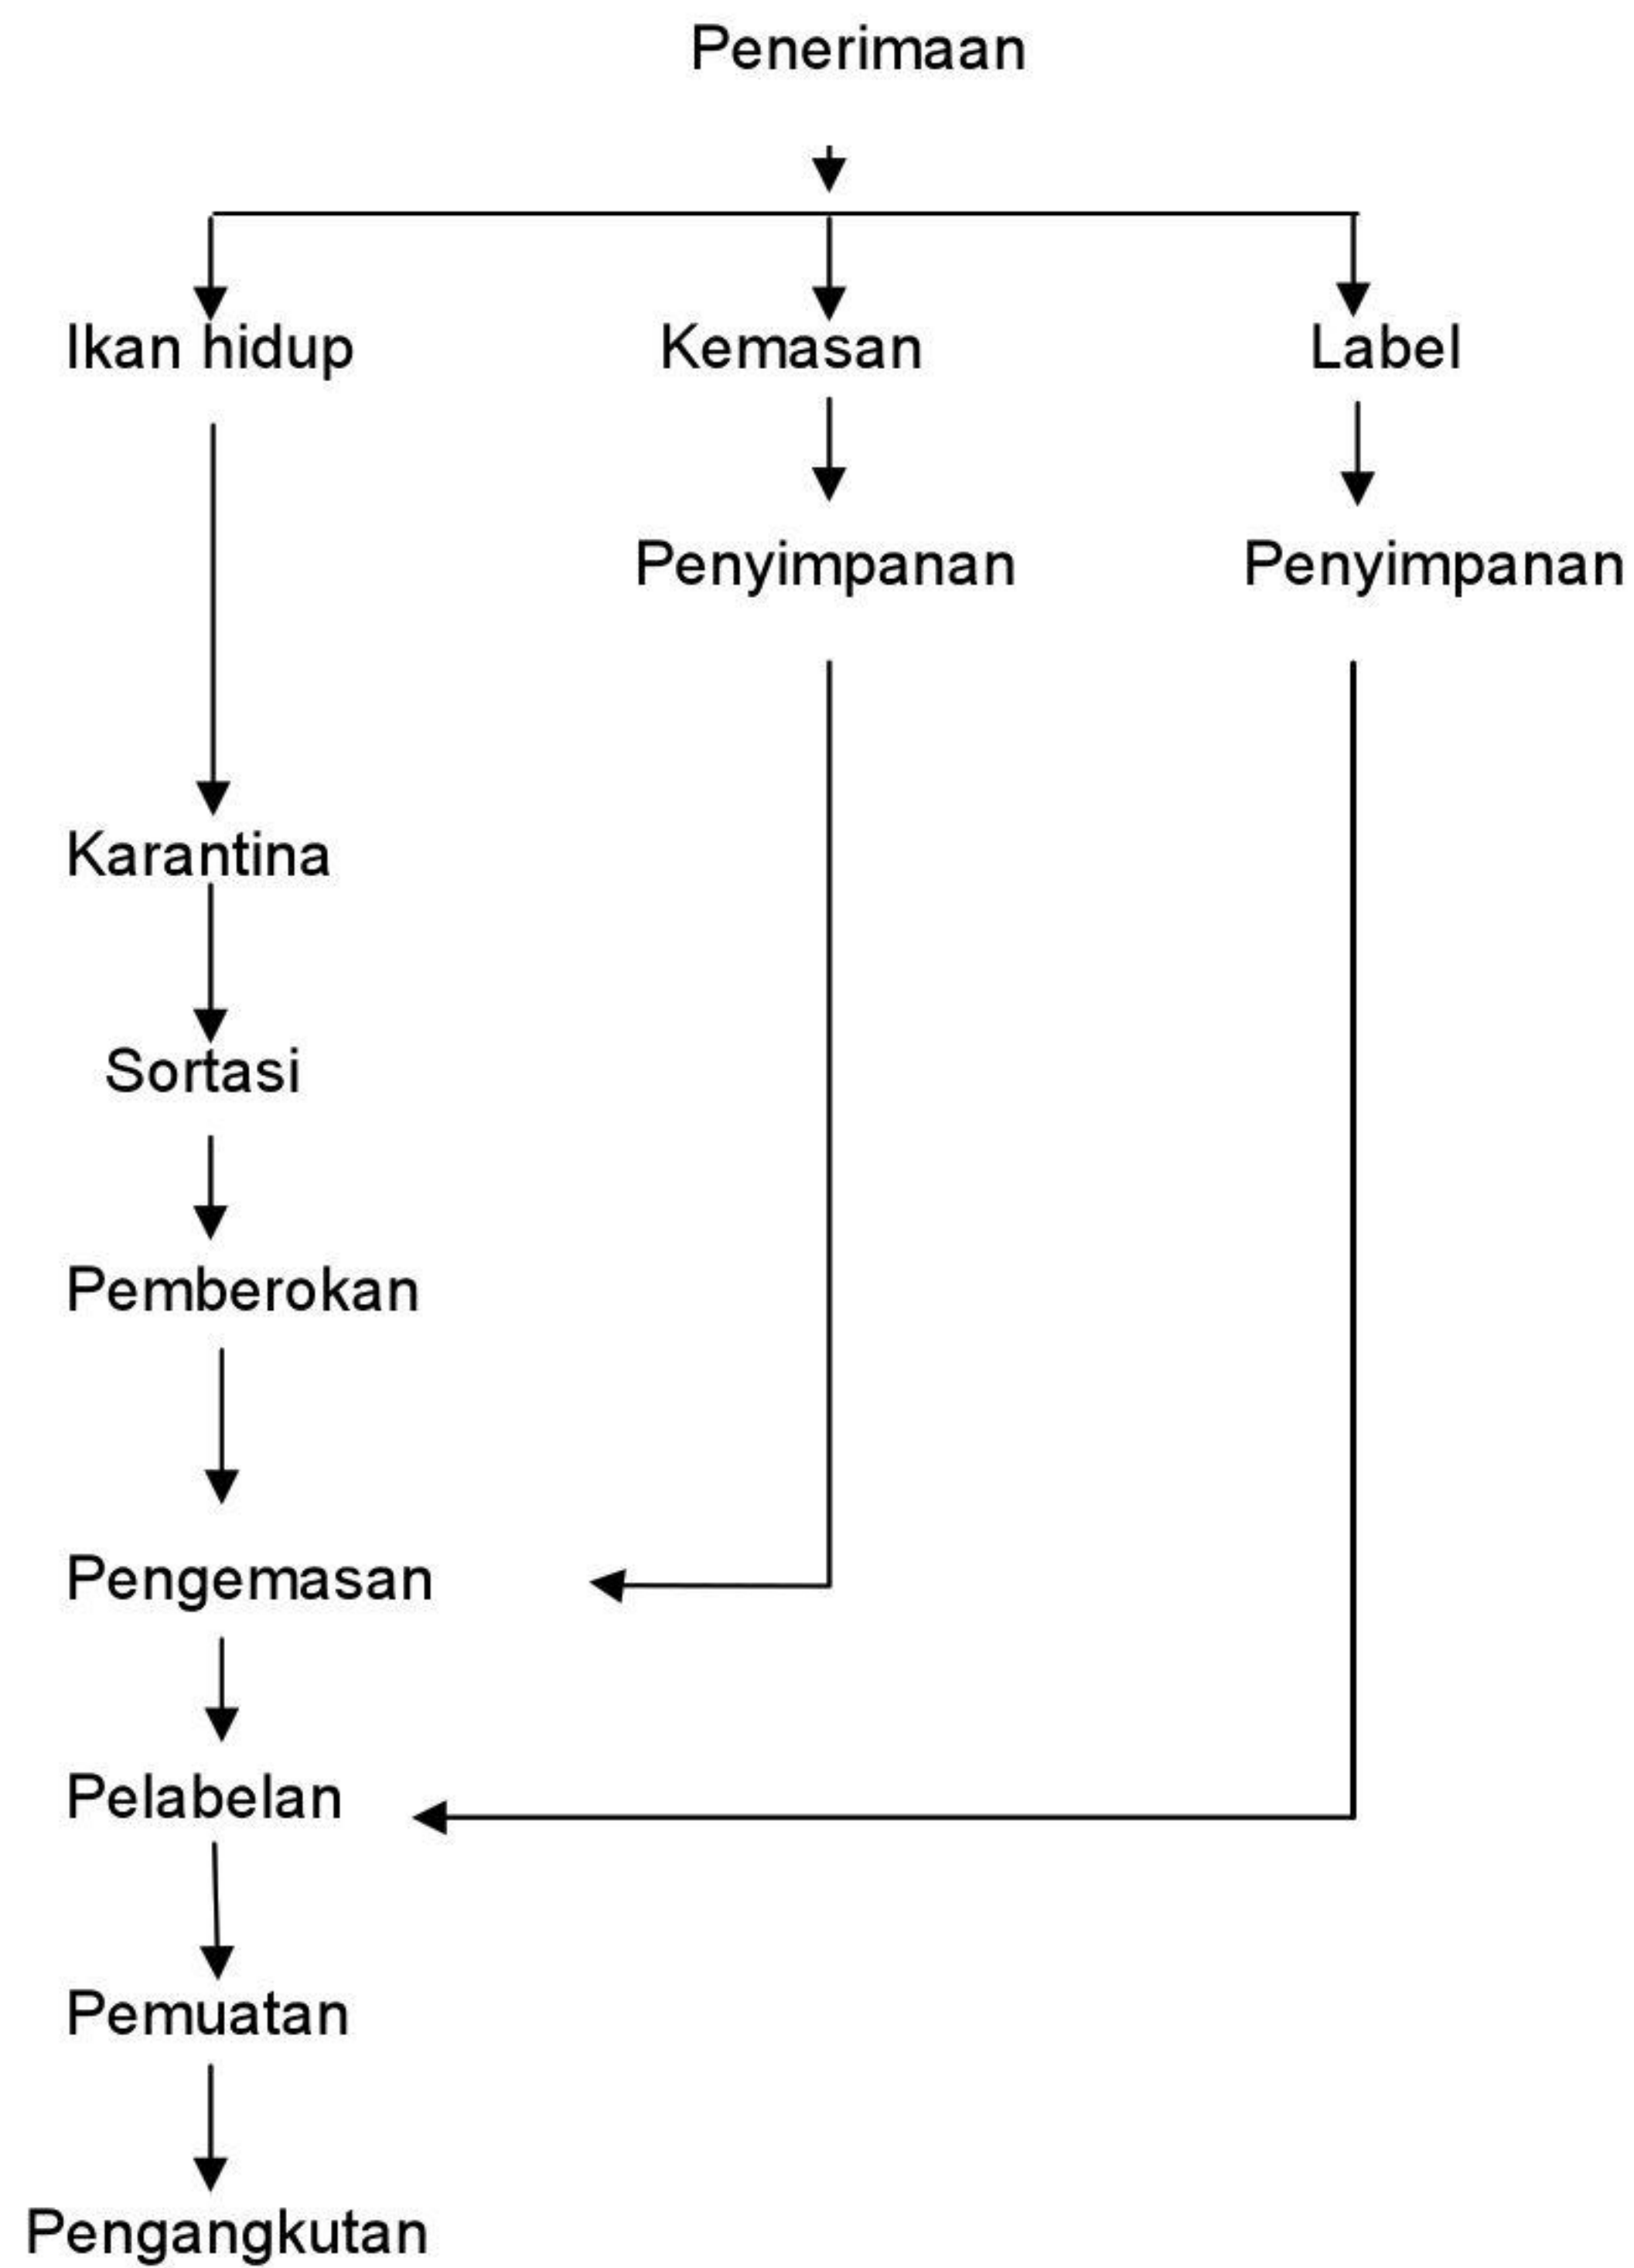 Penerimaan
Ikan hidup
Kemasan
Label
Penyimpanan
Penyimpanan
Karantina
Sortasi
Pemberokan
Pengemasan
Pelabelan
Pemuatan
Pengangkutan